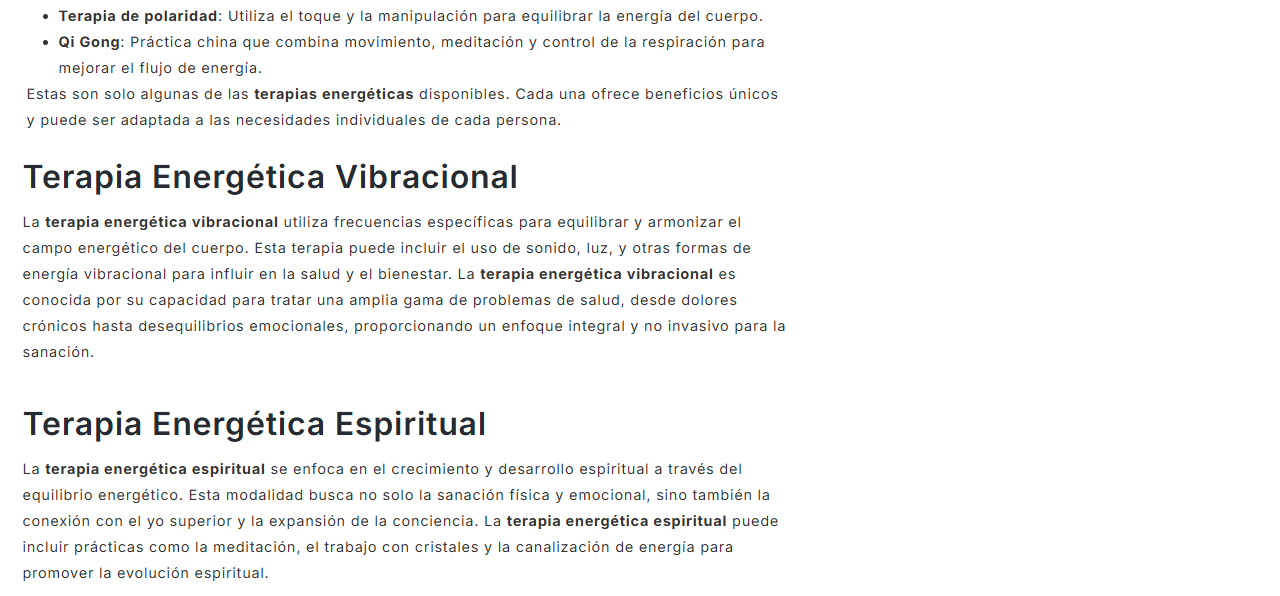 Terapia de polaridad: Utiliza el toque y la manipulación para equilibrar la energía del cuerpo.
Qi Gong: Práctica china que combina movimiento, meditación y control de la respiración para
mejorar el flujo de energía.
Estas son solo algunas de las terapias energéticas disponibles. Cada una ofrece beneficios únicos
y puede ser adaptada a las necesidades individuales de cada persona.
Terapia Energética Vibracional
La terapia energética vibracional utiliza frecuencias específicas para equilibrar y armonizar el
campo energético del cuerpo. Esta terapia puede incluir el uso de sonido, luz, y otras formas de
energía vibracional para influir en la salud y el bienestar. La terapia energética vibracional es
conocida por su capacidad para tratar una amplia gama de problemas de salud, desde dolores
crónicos hasta desequilibrios emocionales, proporcionando un enfoque integral y no invasivo para la
sanación.
Terapia Energética Espiritual
La terapia energética espiritual se enfoca en el crecimiento y desarrollo espiritual a través del
equilibrio energético. Esta modalidad busca no solo la sanación física y emocional, sino también la
conexión con el yo superior y la expansión de la conciencia. La terapia energética espiritual puede
incluir prácticas como la meditación, el trabajo con cristales y la canalización de energía para
promover la evolución espiritual.